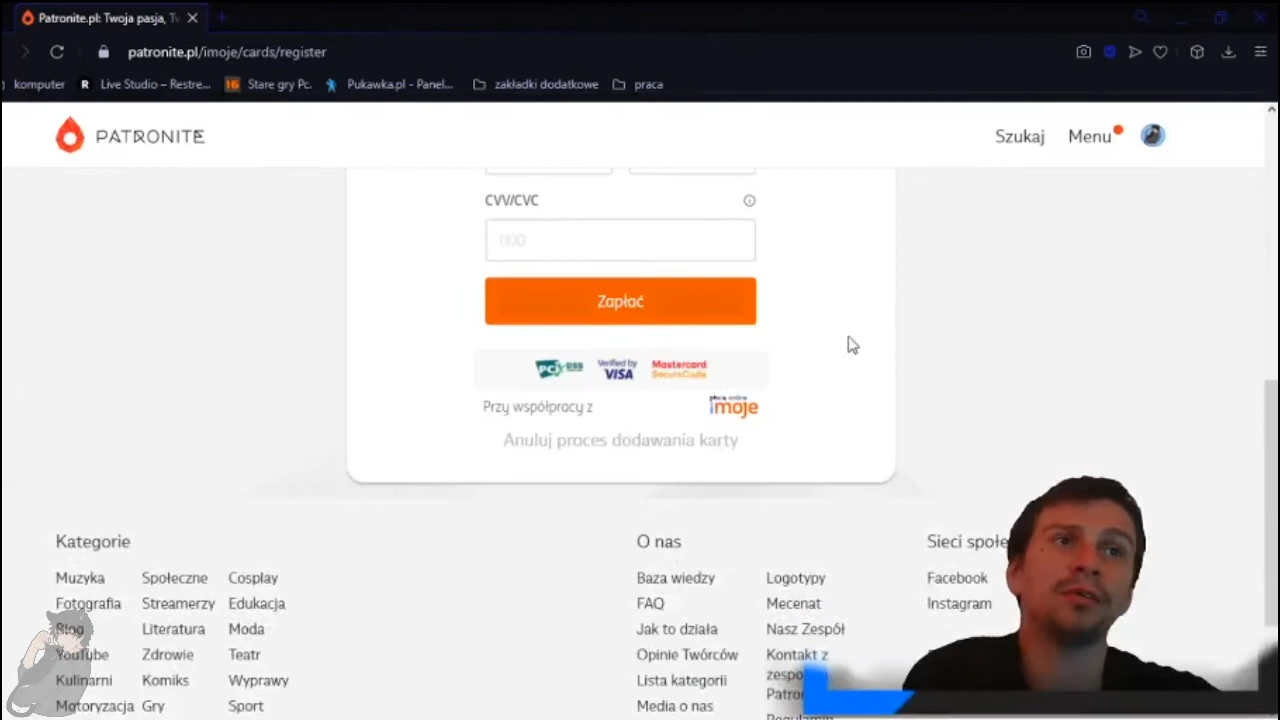 Patronite.pl: Twoja pasja, Tw
patronite.pl/imoje/cards/register
komputer
Live Studio – Restre...
Stare gry Pc.
Pukawka.pl - Panel...
zakładki dodatkowe
praca
PATRONITE
Szukaj
Menu
CVV/CVC
000
Zapłać
PCI DSS
Verified by VISA
Mastercard SecureCode
Przy współpracy z
imoje
Anuluj proces dodawania karty
Kategorie
O nas
Sieci społe
Muzyka Społeczne Cosplay
Baza wiedzy Logotypy
Facebook
Fotografia Streamerzy Edukacja
FAQ Mecenat
Instagram
Blog Literatura Moda
Jak to działa Nasz Zespół
YouTube Zdrowie Teatr
Opinie Twórców Kontakt z
Kulinarni Komiks Wyprawy
Lista kategorii
Motoryzacja Gry Sport
Media o nas